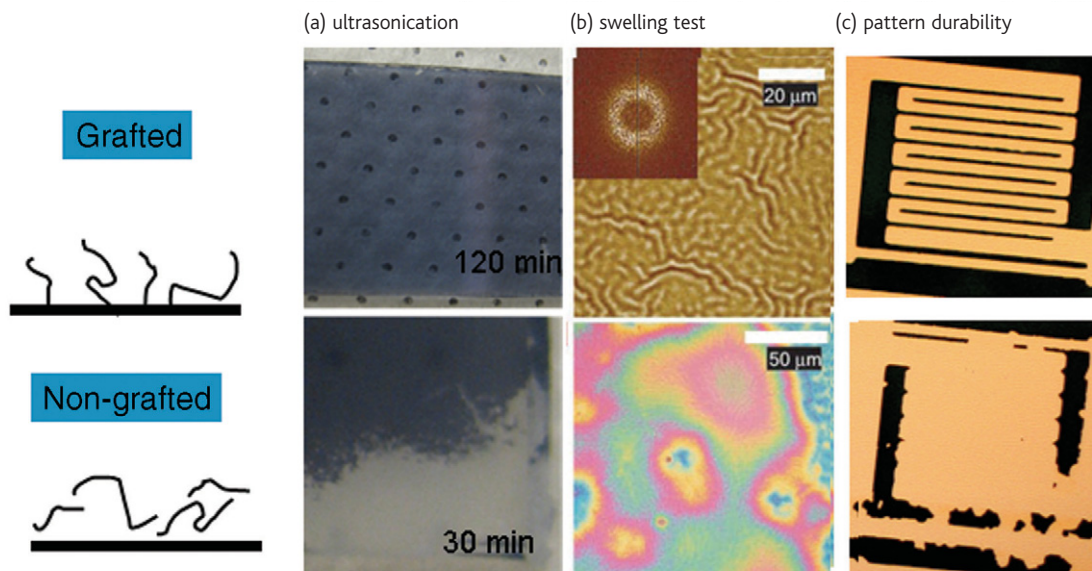 (a) ultrasonication
(b) swelling test
(c) pattern durability
Grafted
120 min
20 μm
Non-grafted
30 min
50 μm